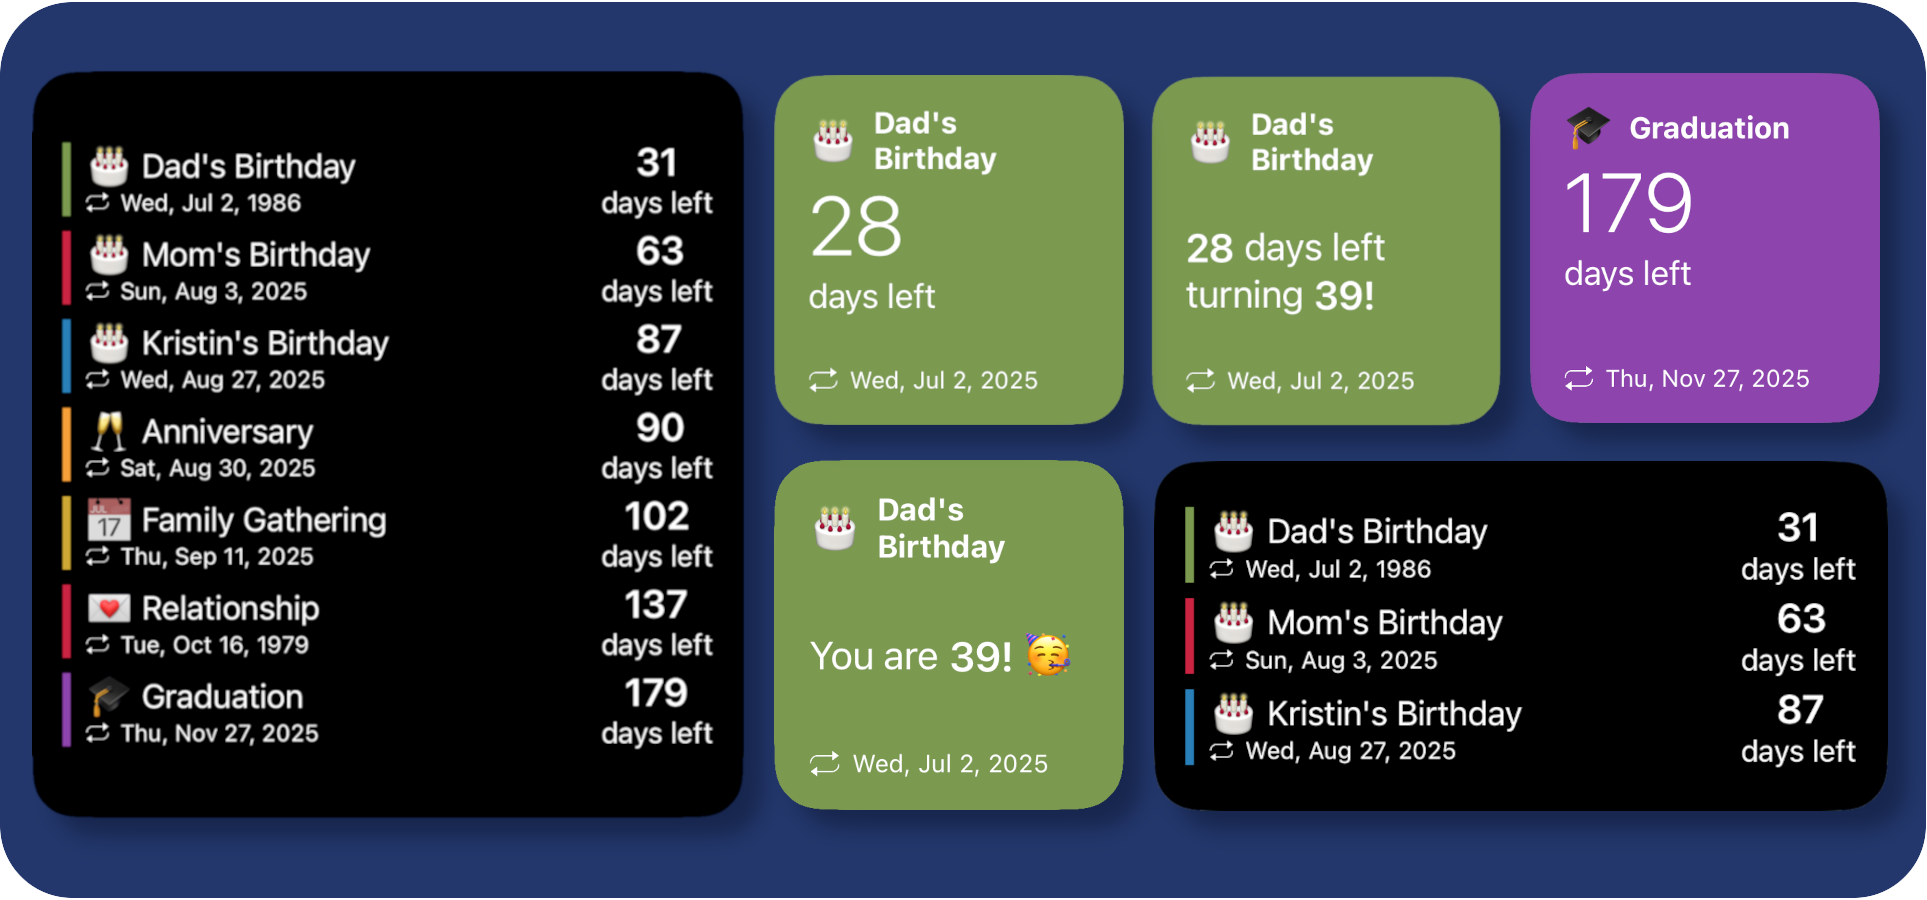 Dad's Birthday
31
Wed, Jul 2, 1986
days left
Mom's Birthday
63
Sun, Aug 3, 2025
days left
Kristin's Birthday
87
Wed, Aug 27, 2025
days left
Anniversary
90
Sat, Aug 30, 2025
days left
JUL
17
Family Gathering
102
Thu, Sep 11, 2025
days left
Relationship
137
Tue, Oct 16, 1979
days left
Graduation
179
Thu, Nov 27, 2025
days left
Dad's
Birthday
28
days left
Wed, Jul 2, 2025
Dad's
Birthday
28 days left
turning 39!
Wed, Jul 2, 2025
Graduation
179
days left
Thu, Nov 27, 2025
Dad's
Birthday
You are 39! 🥳
Wed, Jul 2, 2025
Dad's Birthday
31
Wed, Jul 2, 1986
days left
Mom's Birthday
63
Sun, Aug 3, 2025
days left
Kristin's Birthday
87
Wed, Aug 27, 2025
days left